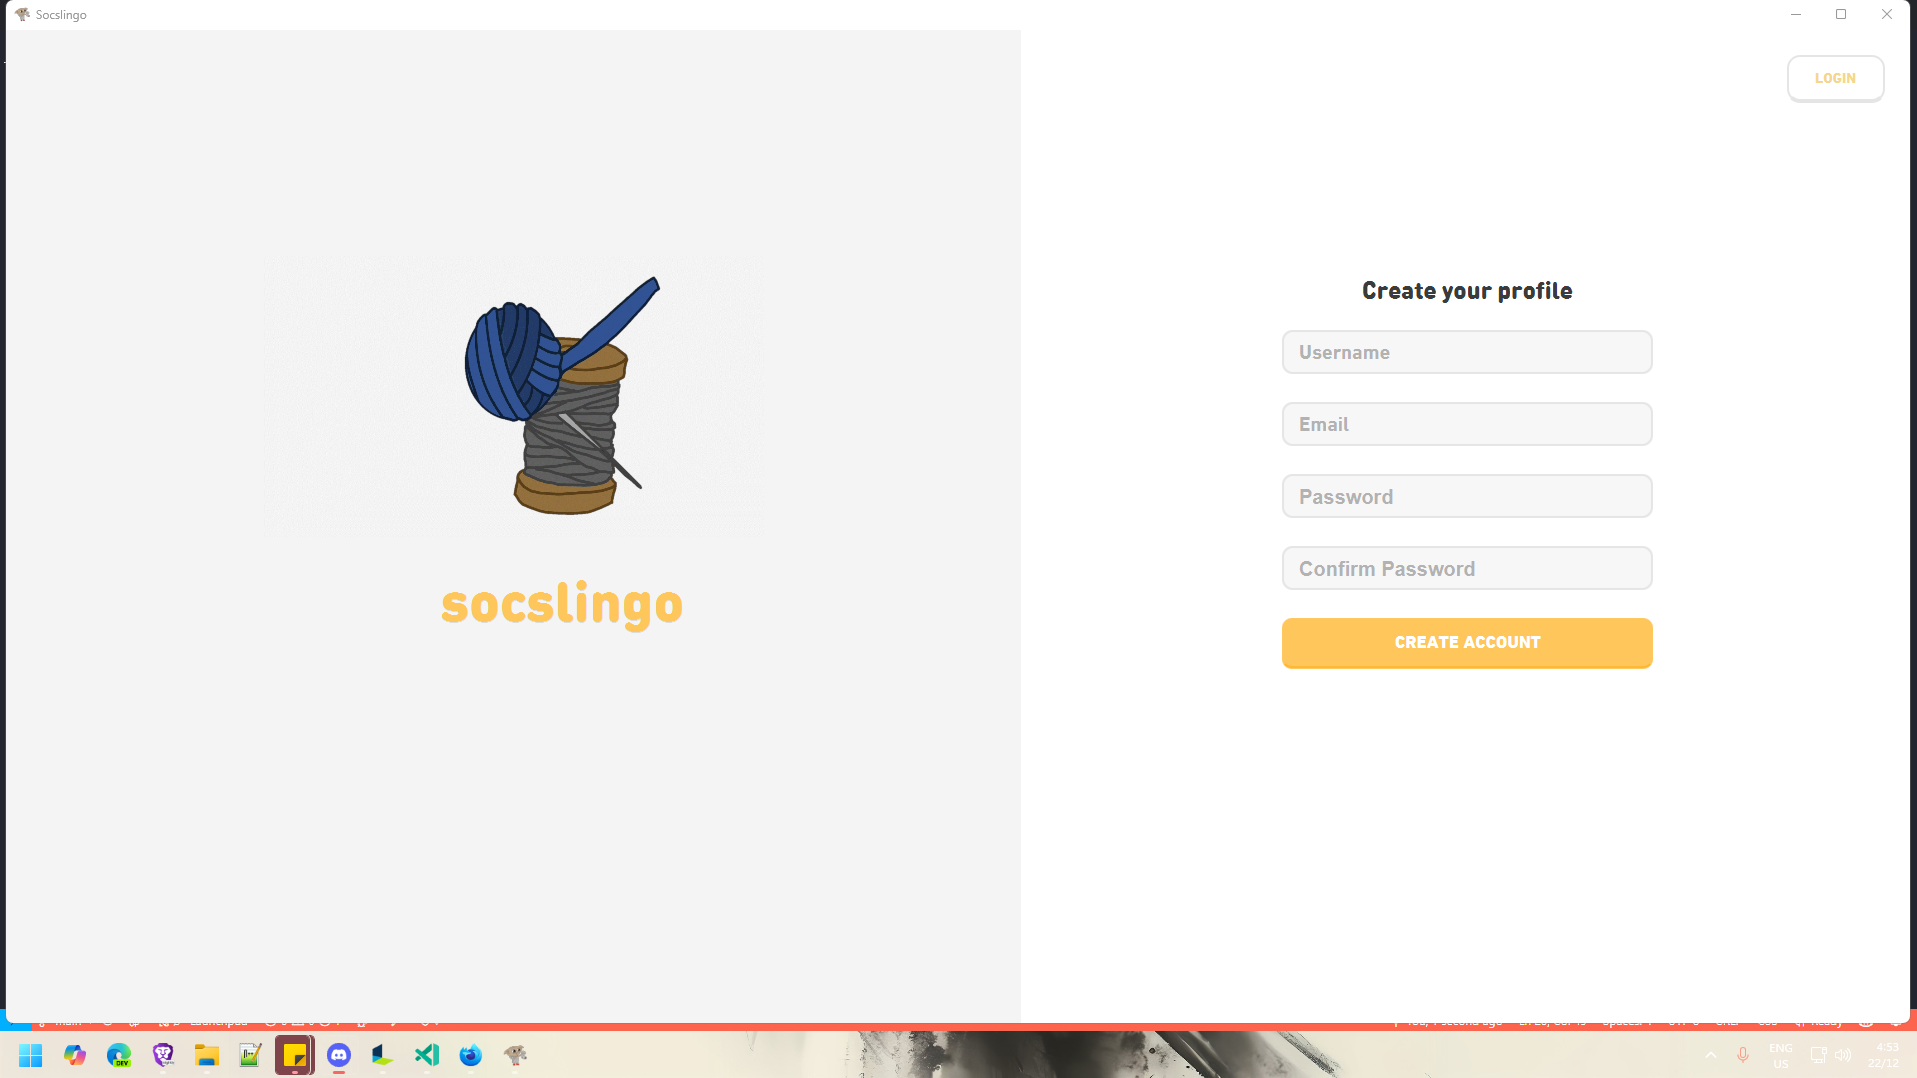 Socslingo
LOGIN
Create your profile
Username
Email
Password
Confirm Password
CREATE ACCOUNT
socslingo
DEV
ENG
US
4:53
22/12